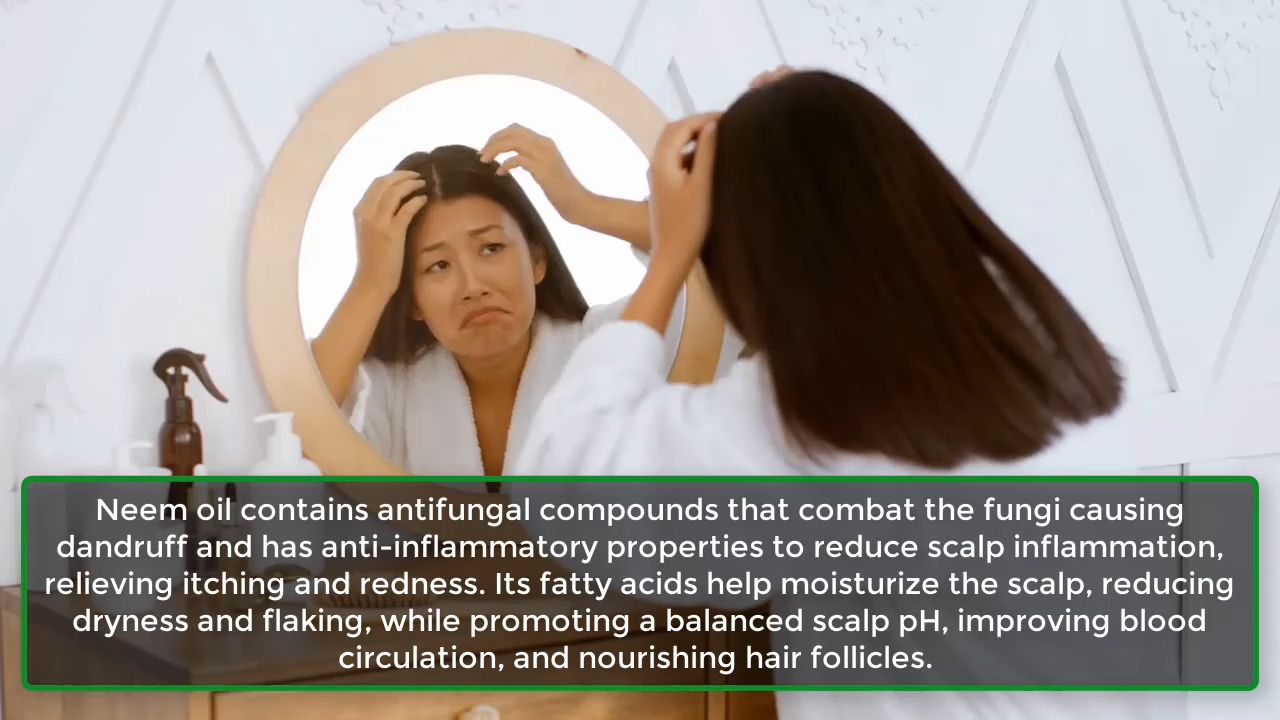 Neem oil contains antifungal compounds that combat the fungi causing
dandruff and has anti-inflammatory properties to reduce scalp inflammation,
relieving itching and redness. Its fatty acids help moisturize the scalp, reducing
dryness and flaking, while promoting a balanced scalp pH, improving blood
circulation, and nourishing hair follicles.